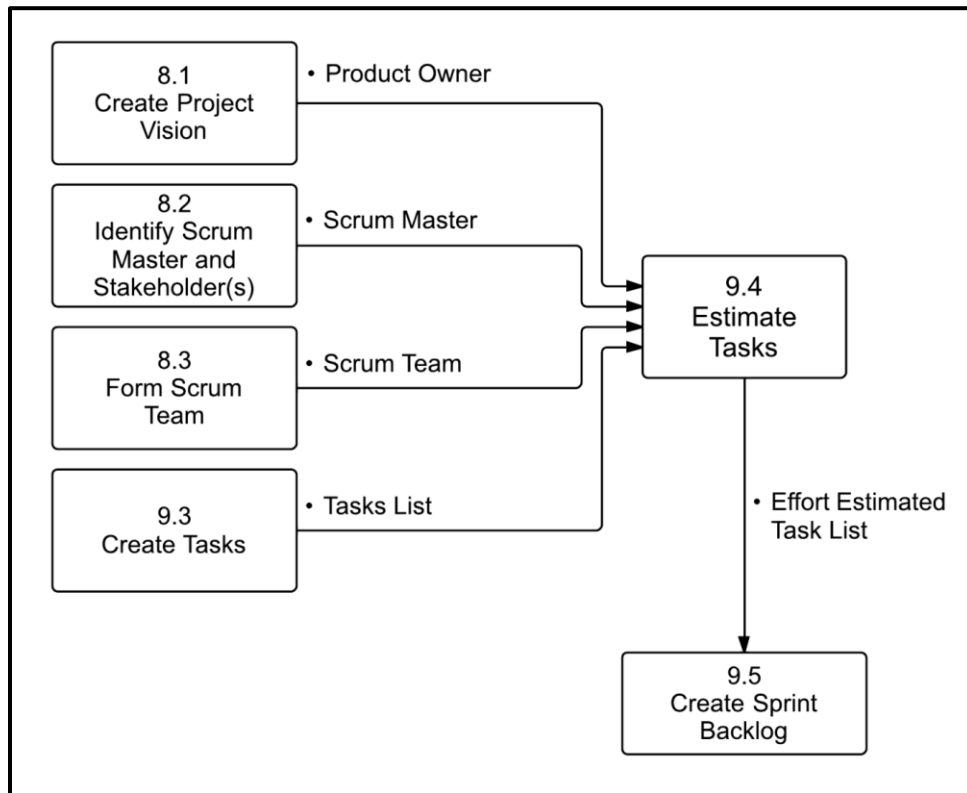 8.1
Create Project
Vision
• Product Owner
8.2
Identify Scrum
Master and
Stakeholder(s)
• Scrum Master
8.3
Form Scrum
Team
• Scrum Team
9.3
Create Tasks
• Tasks List
9.4
Estimate
Tasks
• Effort Estimated
Task List
9.5
Create Sprint
Backlog